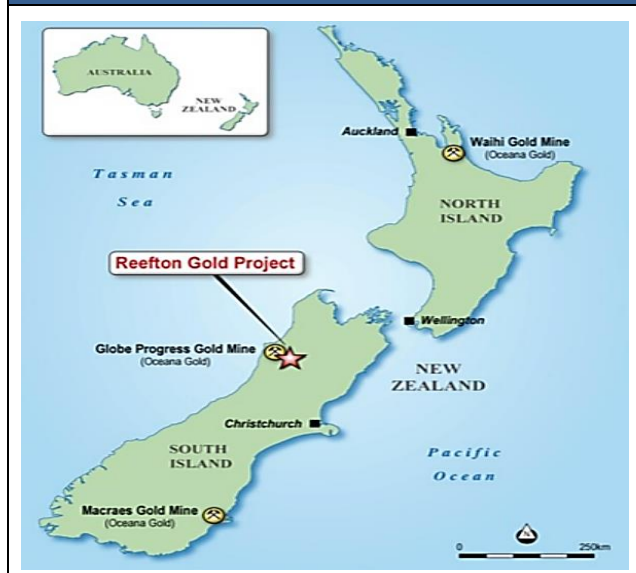 AUSTRALIA
NEW
ZEALAND
Auckland
Waihi Gold Mine
(Oceana Gold)
Tasman
Sea
NORTH
ISLAND
Reefton Gold Project
Wellington
Globe Progress Gold Mine
(Oceana Gold)
NEW
ZEALAND
Christchurch
SOUTH
ISLAND
Pacific
Ocean
Macraes Gold Mine
(Oceana Gold)
N
0 250km